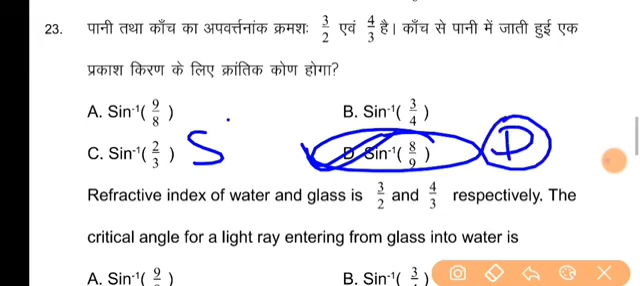 23. पानी तथा काँच का अपवर्त्तनांक क्रमशः 3/2 एवं 4/3 है। काँच से पानी में जाती हुई एक
प्रकाश किरण के लिए क्रांतिक कोण होगा?
A. Sin⁻¹( 9/8 ) B. Sin⁻¹( 3/4 )
C. Sin⁻¹( 2/3 ) S D. Sin⁻¹( 8/9 ) D
Refractive index of water and glass is 3/2 and 4/3 respectively. The
critical angle for a light ray entering from glass into water is
A. Sin⁻¹( 9/ ) B. Sin⁻¹( 3/ )